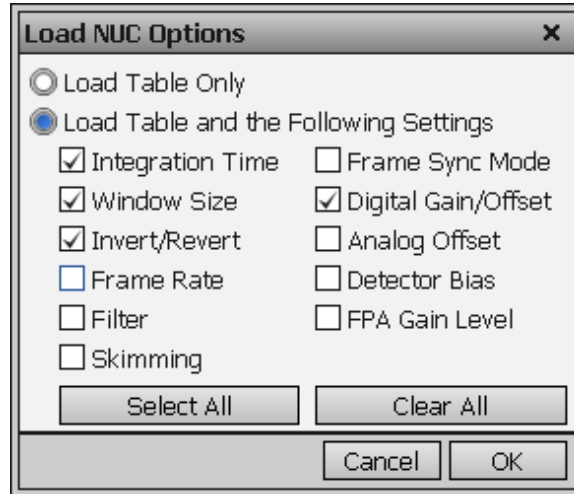 Load NUC Options
Load Table Only
Load Table and the Following Settings
Integration Time Frame Sync Mode
Window Size Digital Gain/Offset
Invert/Revert Analog Offset
Frame Rate Detector Bias
Filter FPA Gain Level
Skimming
Select All Clear All
Cancel OK